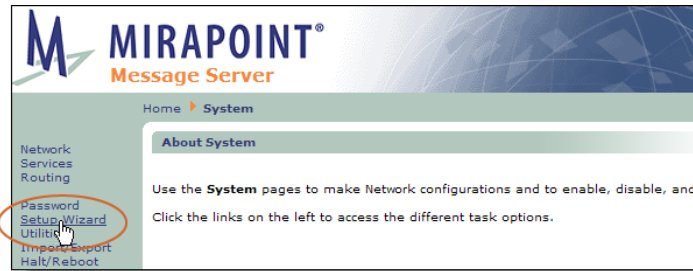 MIRAPOINT®
Message Server
Home System
About System
Network
Services
Routing
Password
Setup Wizard
Import/Export
Halt/Reboot
Use the System pages to make Network configurations and to enable, disable, and
Click the links on the left to access the different task options.